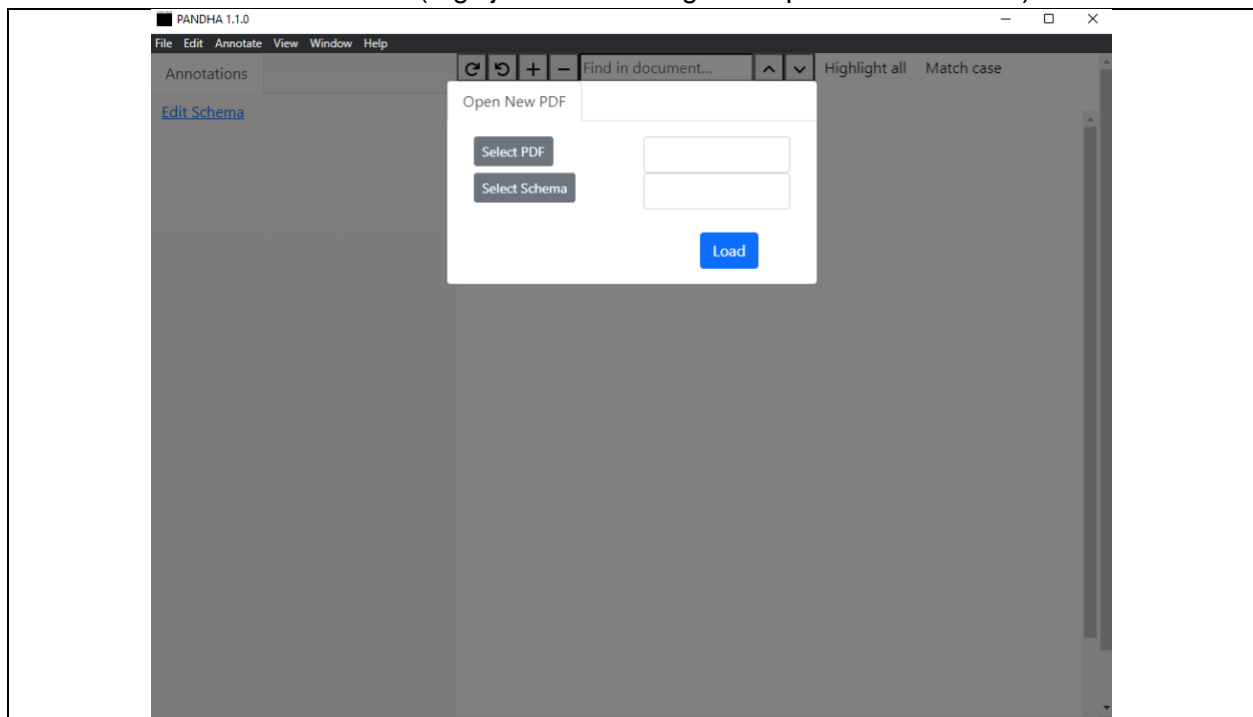 PANDHA 1.1.0
File Edit Annotate View Window Help
Annotations
Find in document... Highlight all Match case
Edit Schema
Open New PDF
Select PDF
Select Schema
Load